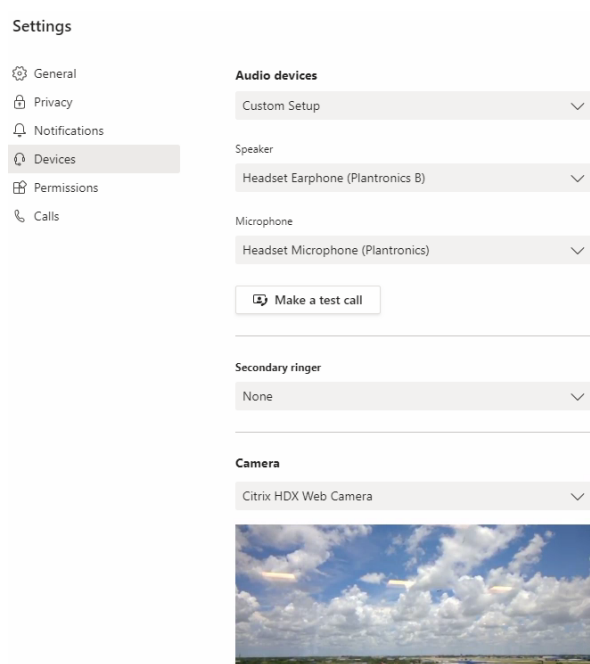 Settings
General
Privacy
Notifications
Devices
Permissions
Calls
Audio devices
Custom Setup
Speaker
Headset Earphone (Plantronics B)
Microphone
Headset Microphone (Plantronics)
Make a test call
Secondary ringer
None
Camera
Citrix HDX Web Camera